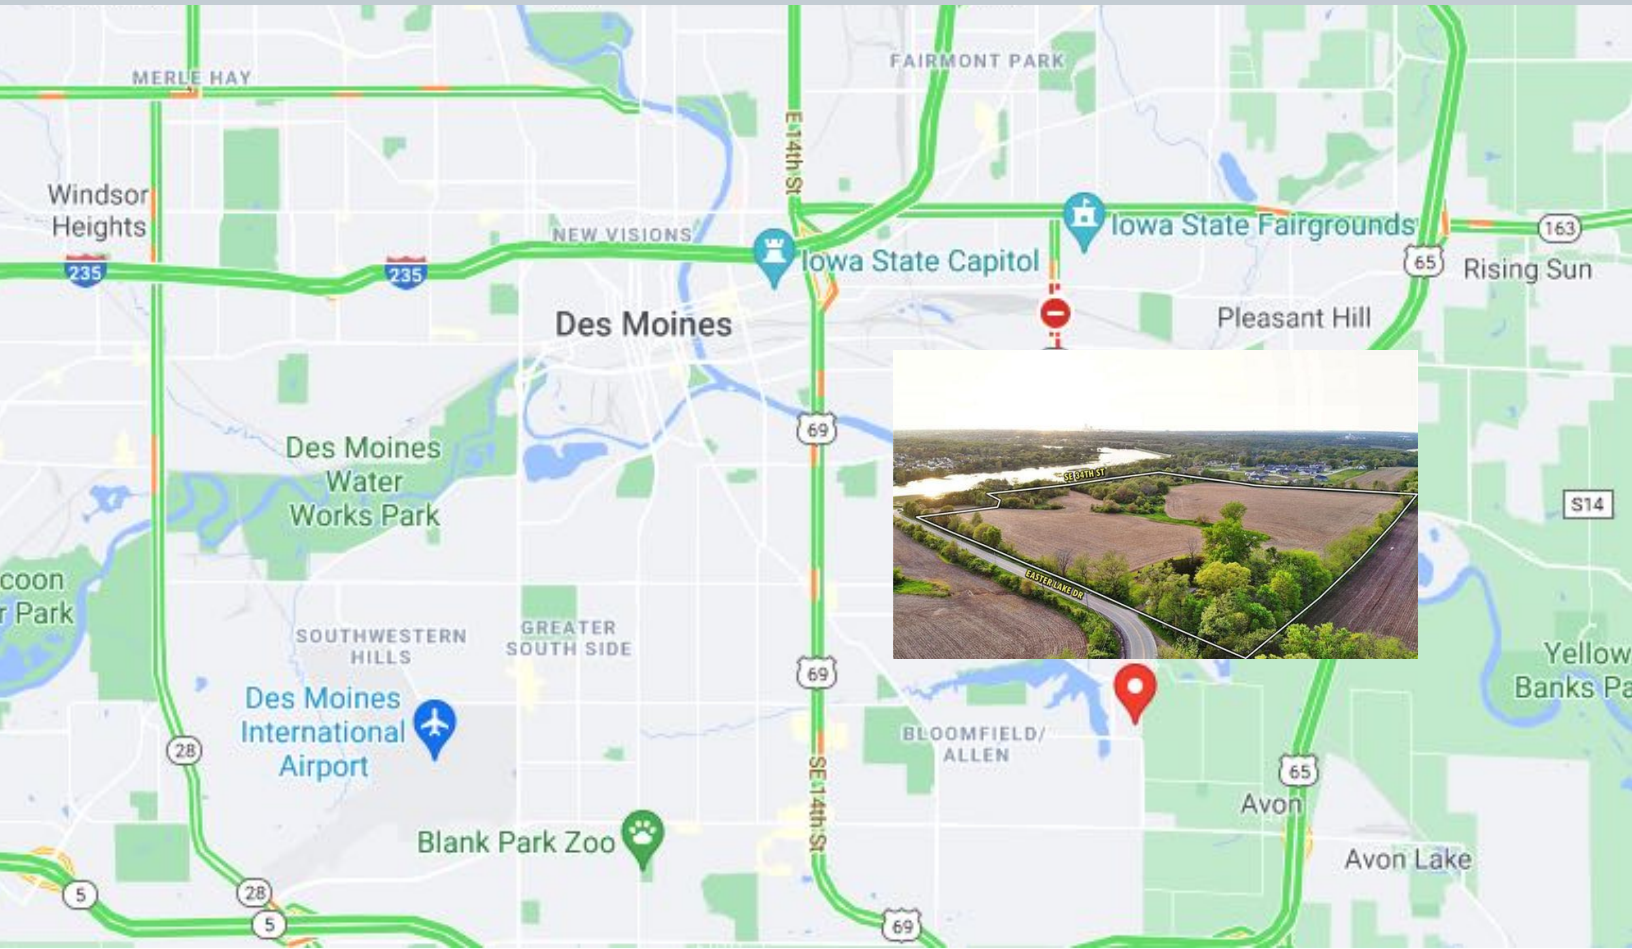 FAIRMONT PARK
MERLE HAY
E 14th St
Windsor
Heights
Iowa State Fairgrounds
163
NEW VISIONS
Iowa State Capitol
65
Rising Sun
235
235
Des Moines
Pleasant Hill
69
Des Moines
Water
Works Park
SE 34TH ST
S14
EASTER LAKE DR
coon
r Park
SOUTHWESTERN
HILLS
GREATER
SOUTH SIDE
69
Yellow
Banks Pa
Des Moines
International
Airport
BLOOMFIELD/
ALLEN
28
SE 14th St
65
Avon
Blank Park Zoo
Avon Lake
5
28
5
69